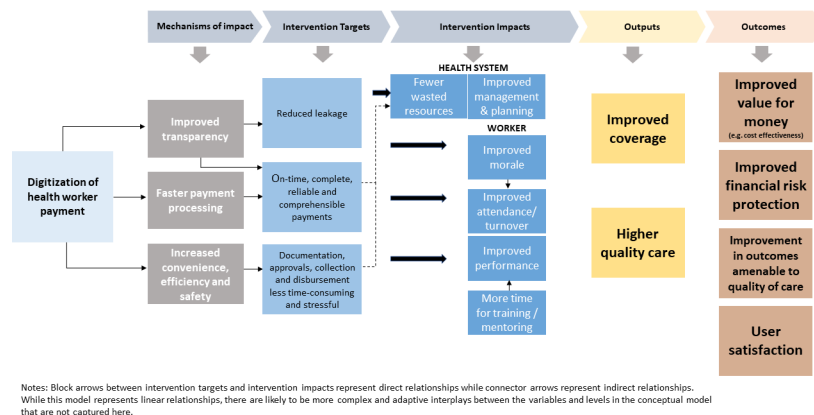 Mechanisms of impact
Intervention Targets
Intervention Impacts
Outputs
Outcomes
HEALTH SYSTEM
Fewer
wasted
resources
Improved
management
& planning
Reduced leakage
Improved
transparency
WORKER
Improved
morale
Improved
coverage
Improved
value for
money
(e.g. cost effectiveness)
Digitization of
health worker
payment
Faster payment
processing
On-time, complete,
reliable and
comprehensible
payments
Improved
attendance/
turnover
Improved
financial risk
protection
Increased
convenience,
efficiency and
safety
Documentation,
approvals, collection
and disbursement
less time-consuming
and stressful
Improved
performance
Higher
quality care
Improvement
in outcomes
amenable to
quality of care
More time
for training /
mentoring
User
satisfaction
Notes: Block arrows between intervention targets and intervention impacts represent direct relationships while connector arrows represent indirect relationships.
While this model represents linear relationships, there are likely to be more complex and adaptive interplays between the variables and levels in the conceptual model
that are not captured here.